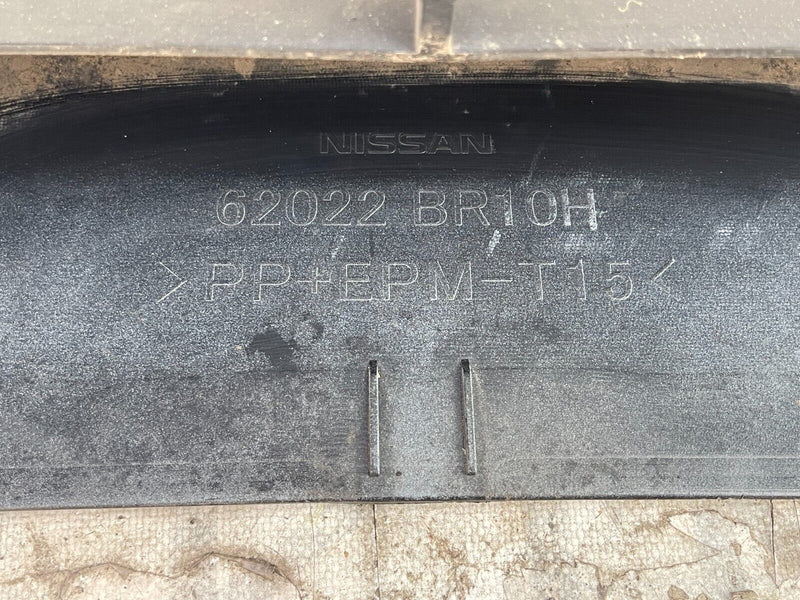 NISSAN
62022 BR10H
>PP+EPM-T15<